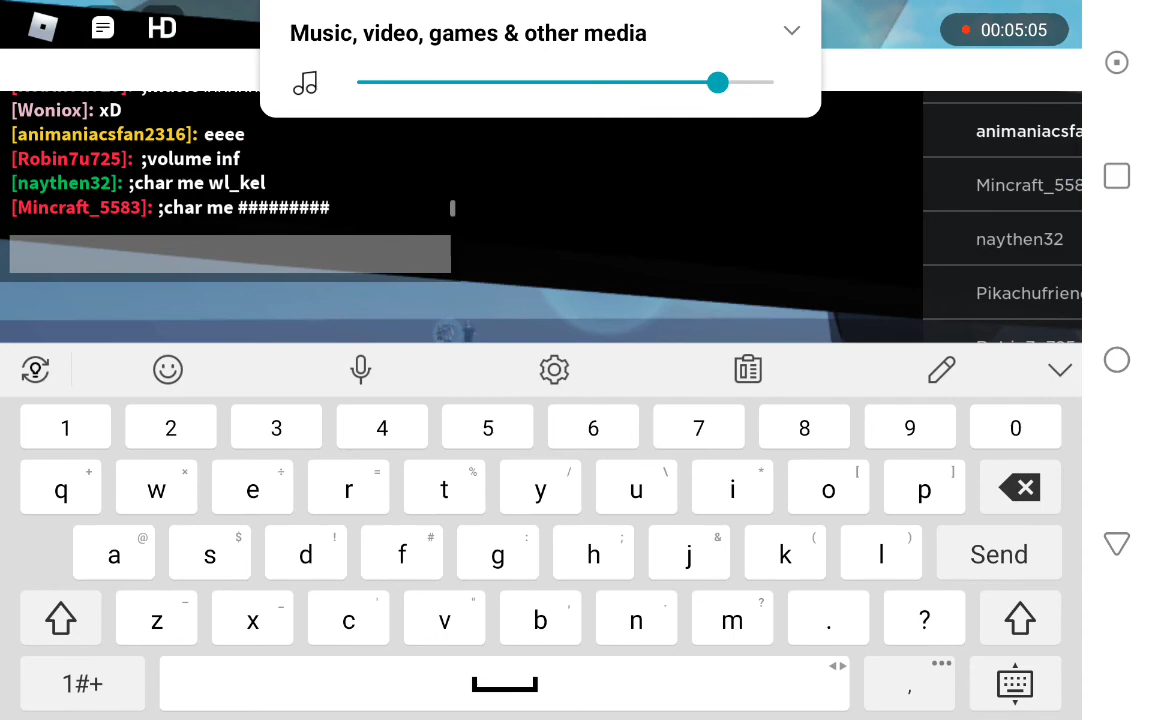 HD
Music, video, games & other media
00:05:05
[Woniox]: xD
[animaniacsfan2316]: eeee
[Robin7u725]: ;volume inf
[naythen32]: ;char me wl_kel
[Mincraft_5583]: ;char me #########
animaniacsfa
Mincraft_558
naythen32
Pikachufrien
1 2 3 4 5 6 7 8 9 0
+ × ÷ = % / \ * [ ]
q w e r t y u i o p
@ $ ! # : ; & ( )
a s d f g h j k l Send
z x c v b n m . ?
1#+ ,